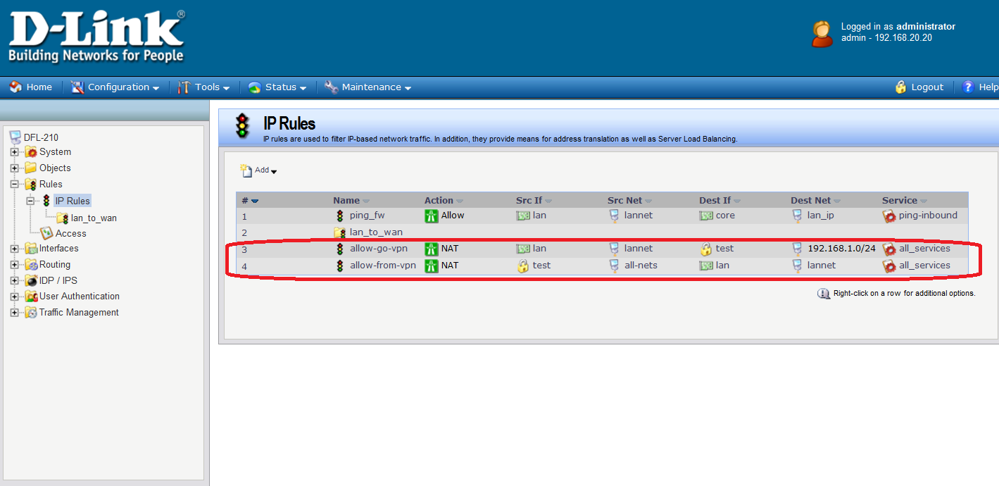 D-Link®
Building Networks for People
Logged in as administrator
admin - 192.168.20.20
Home Configuration Tools Status Maintenance Logout Help
DFL-210
System
Objects
Rules
IP Rules
lan_to_wan
Access
Interfaces
Routing
IDP / IPS
User Authentication
Traffic Management
IP Rules
IP rules are used to filter IP-based network traffic. In addition, they provide means for address translation as well as Server Load Balancing.
Add
# Name Action Src If Src Net Dest If Dest Net Service
1 ping_fw Allow lan lannet core lan_ip ping-inbound
2 lan_to_wan
3 allow-go-vpn NAT lan lannet test 192.168.1.0/24 all_services
4 allow-from-vpn NAT test all-nets lan lannet all_services
Right-click on a row for additional options.